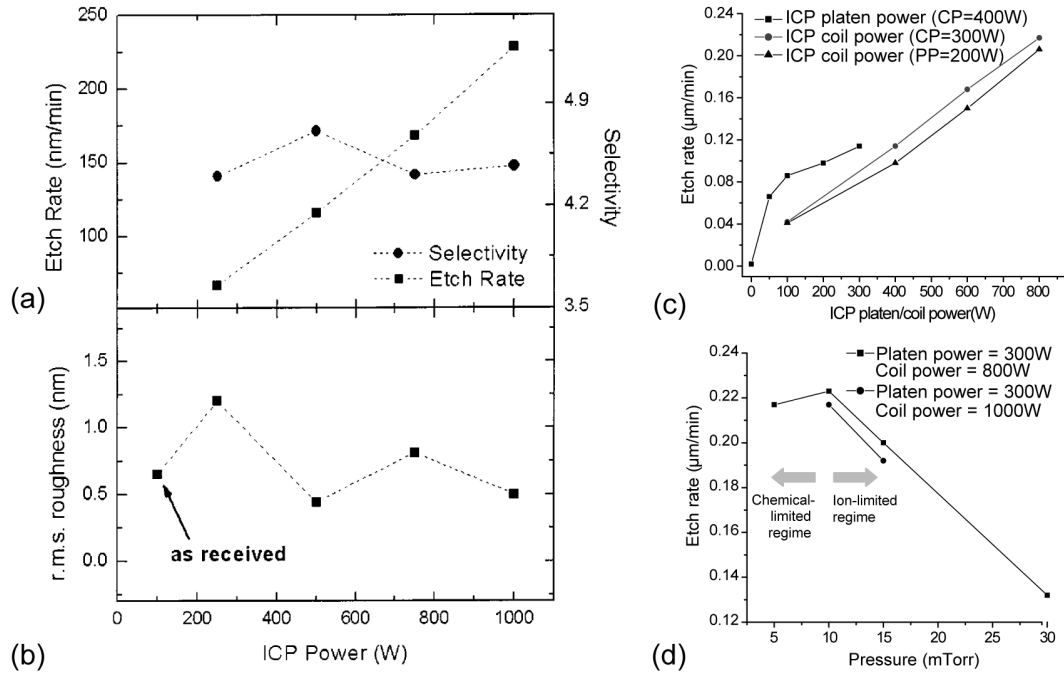 250
200
150
100
Etch Rate (nm/min)
4.9
4.2
3.5
Selectivity
Selectivity
Etch Rate
(a)
1.5
1.0
0.5
0.0
r.m.s. roughness (nm)
as received
0 200 400 600 800 1000
ICP Power (W)
(b)
ICP platen power (CP=400W)
ICP coil power (CP=300W)
ICP coil power (PP=200W)
0.24
0.20
0.16
0.12
0.08
0.04
0.00
Etch rate (μm/min)
0 100 200 300 400 500 600 700 800
ICP platen/coil power(W)
(c)
Platen power = 300W
Coil power = 800W
Platen power = 300W
Coil power = 1000W
0.24
0.22
0.20
0.18
0.16
0.14
0.12
Etch rate (μm/min)
Chemical-
limited
regime
Ion-limited
regime
5 10 15 20 25 30
Pressure (mTorr)
(d)